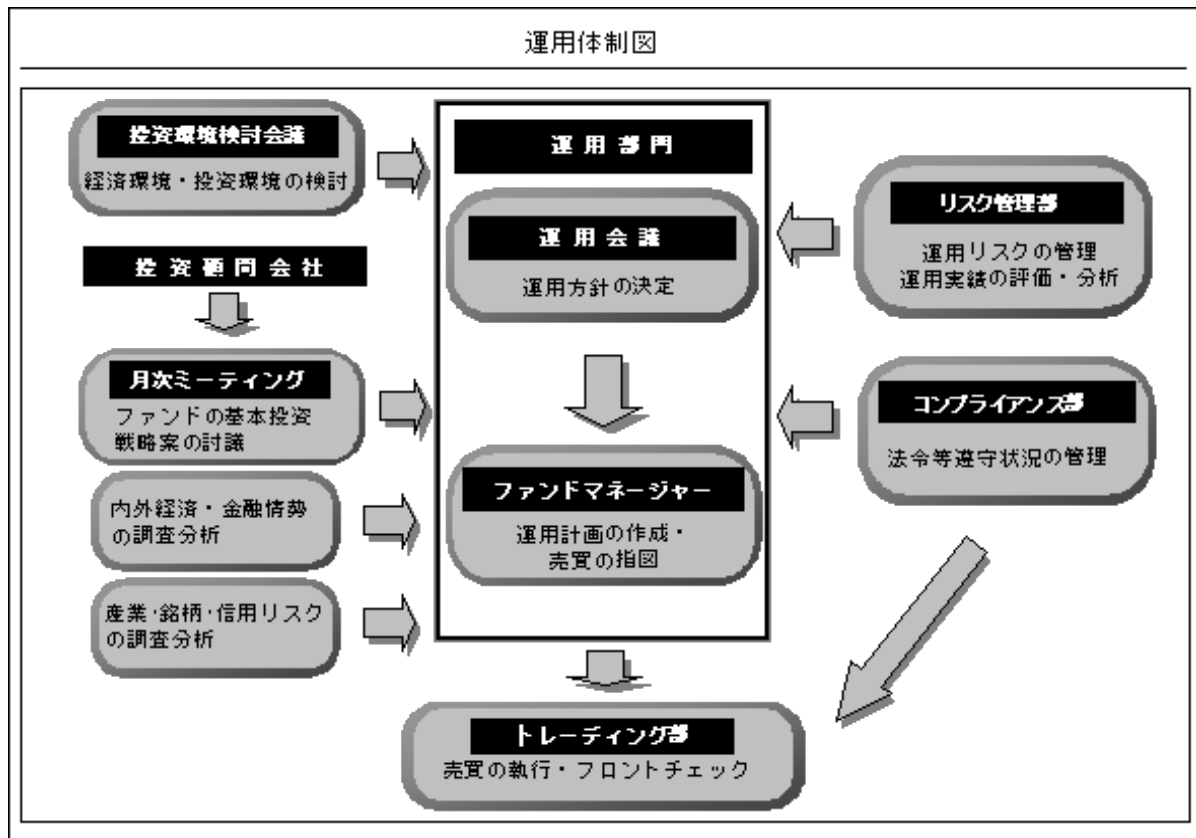 運用体制図
投資環境検討会議
経済環境・投資環境の検討
投資顧問会社
月次ミーティング
ファンドの基本投資
戦略案の討議
内外経済・金融情勢
の調査分析
産業・銘柄・信用リスク
の調査分析
運用部門
運用会議
運用方針の決定
ファンドマネージャー
運用計画の作成・
売買の指図
リスク管理部
運用リスクの管理
運用実績の評価・分析
コンプライアンス部
法令等遵守状況の管理
トレーディング部
売買の執行・フロントチェック